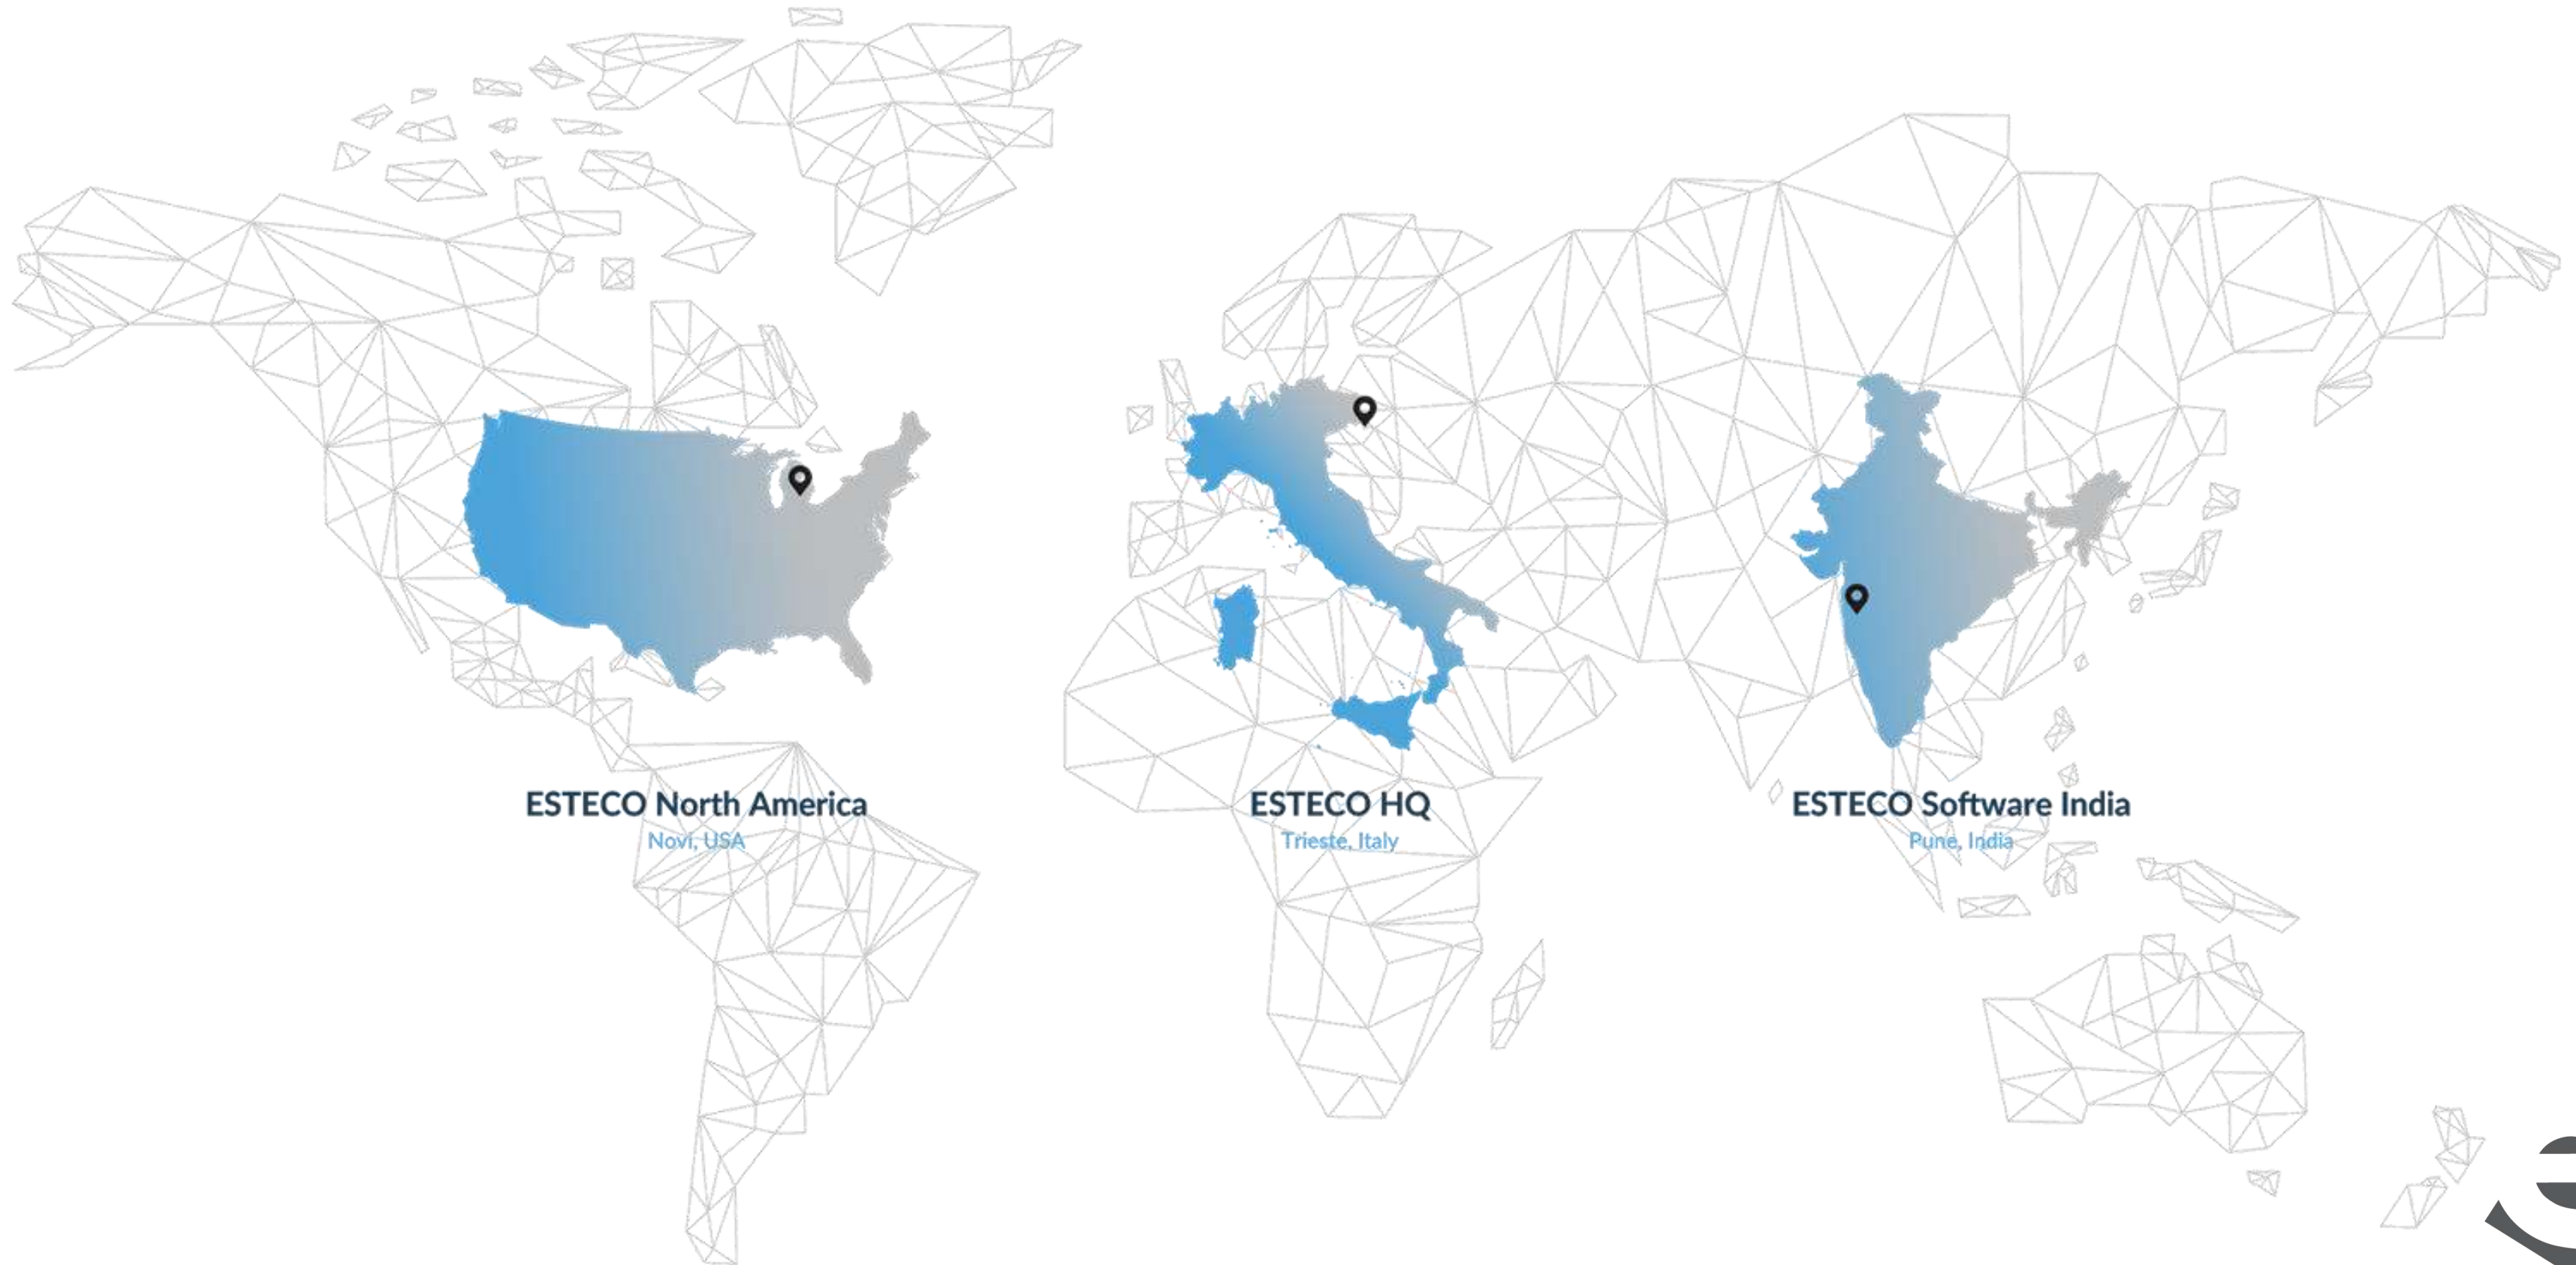 ESTECO North America
Novi, USA
ESTECO HQ
Trieste, Italy
ESTECO Software India
Pune, India